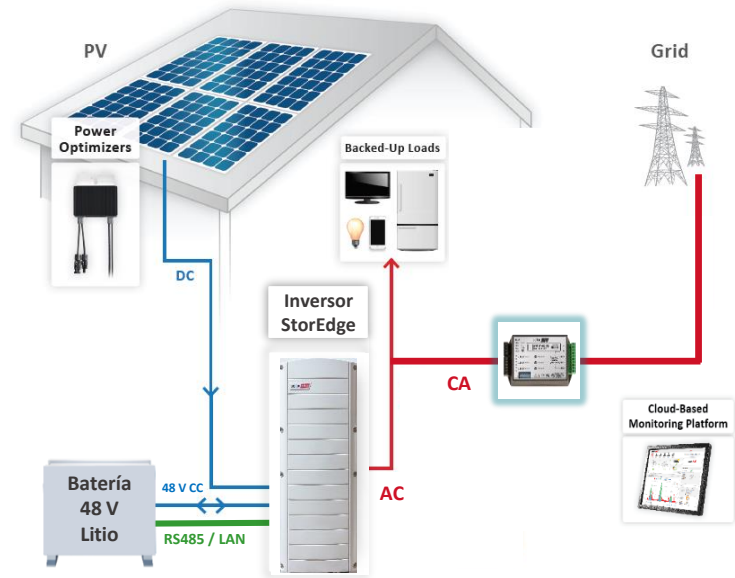 PV
Grid
Power
Optimizers
Backed-Up Loads
DC
Inversor
StorEdge
CA
Cloud-Based
Monitoring Platform
Batería
48 V
Litio
48 V CC
AC
RS485 / LAN